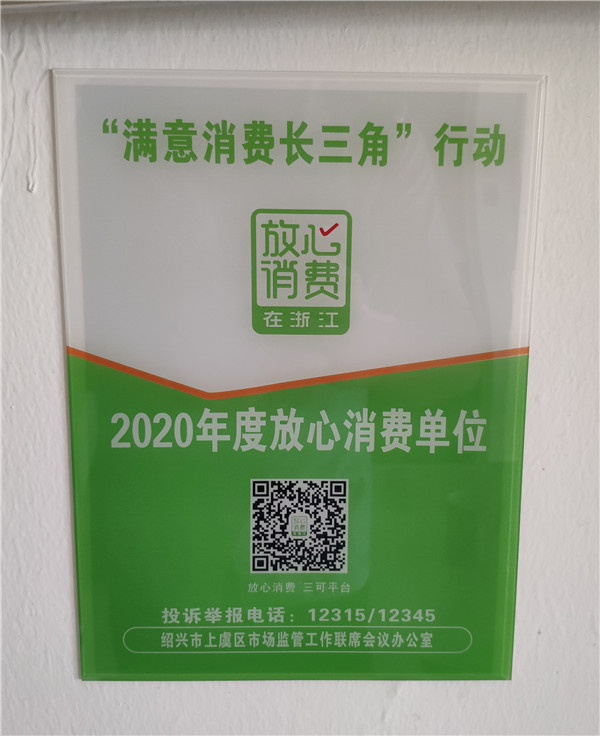 “满意消费长三角”行动
放心
消费
在浙江
2020年度放心消费单位
放心消费 三可平台
投诉举报电话：12315/12345
绍兴市上虞区市场监管工作联席会议办公室